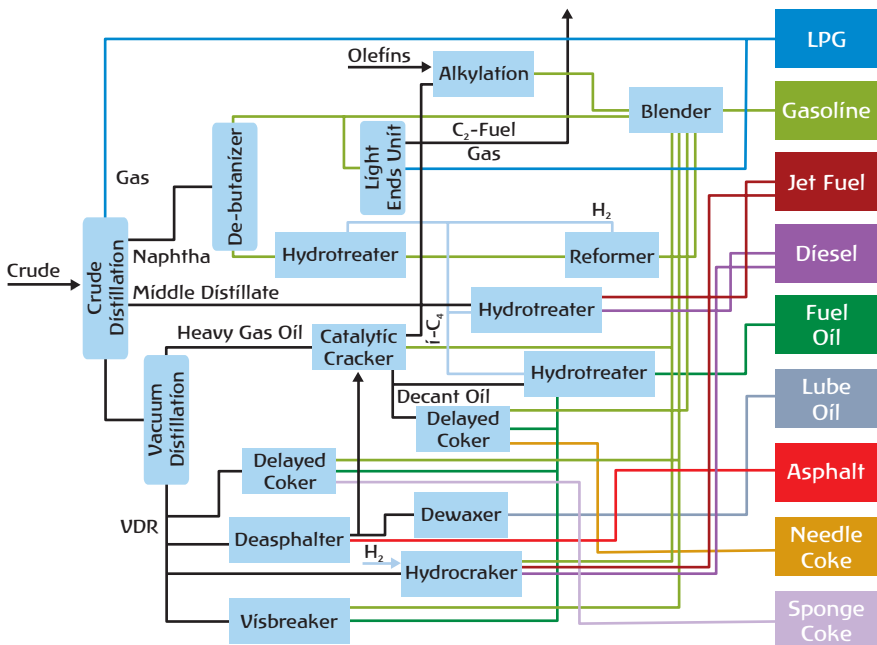 LPG
Olefins
Alkylation
Blender
Gasoline
C₂-Fuel
Gas
Light
Ends Unit
Gas
De-butanizer
Jet Fuel
Naphtha
Hydrotreater
H₂
Reformer
Diesel
Crude
Crude
Distillation
Middle Distillate
Hydrotreater
Heavy Gas Oil
Catalytic
Cracker
i-C₄
Fuel
Oil
Hydrotreater
Vacuum
Distillation
Decant Oil
Delayed
Coker
Lube
Oil
Delayed
Coker
Asphalt
VDR
Deasphalter
Dewaxer
Needle
Coke
H₂
Hydrocraker
Visbreaker
Sponge
Coke